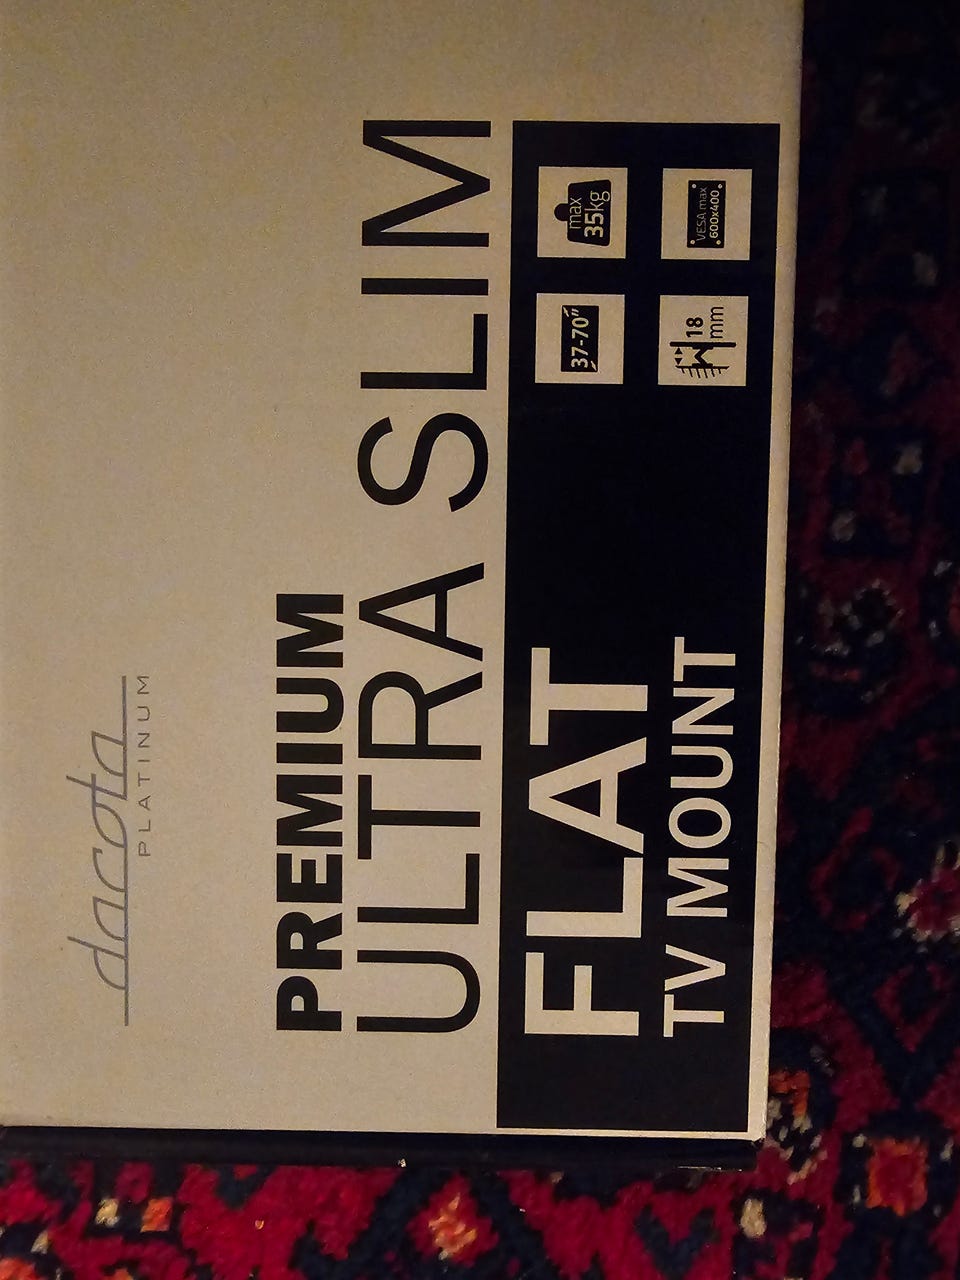 dacota
PLATINUM
PREMIUM
ULTRA SLIM
FLAT
TV MOUNT
37-70"
max
35kg
18
mm
VESA max
600x400